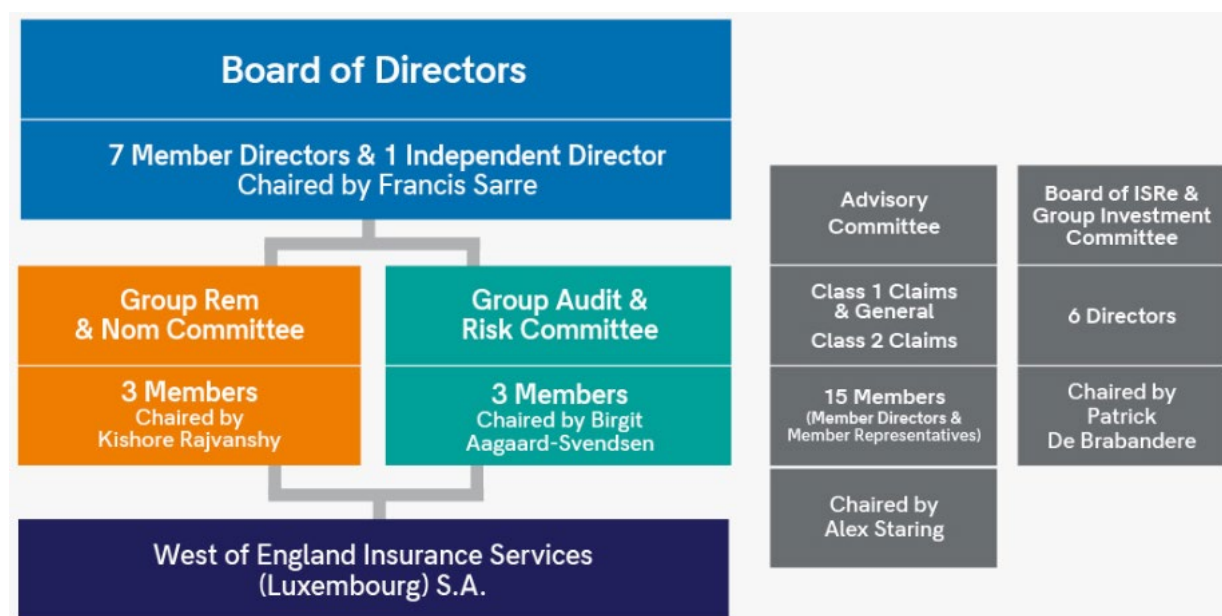 Board of Directors
7 Member Directors & 1 Independent Director
Chaired by Francis Sarre
Group Rem
& Nom Committee
3 Members
Chaired by
Kishore Rajvanshy
Group Audit &
Risk Committee
3 Members
Chaired by Birgit
Aagaard-Svendsen
West of England Insurance Services
(Luxembourg) S.A.
Advisory
Committee
Class 1 Claims
& General
Class 2 Claims
15 Members
(Member Directors &
Member Representatives)
Chaired by
Alex Staring
Board of ISRe &
Group Investment
Committee
6 Directors
Chaired by
Patrick
De Brabandere